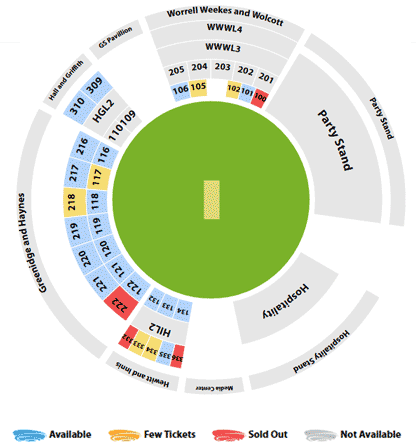 Worrell Weekes and Wolcott
WWWL4
WWWL3
205 204 203 202 201
106 105 102 101 100
GS Pavillion
Hall and Griffith
310 309
HGL2
110 109
Party Stand
Party Stand
216 116
217 117
218 118
219 119
220 120
221 121
222 122
Greenidge and Haynes
132 133 134
HIL2
332 333 334 335 336
Hewitt and Innis
Media Center
Hospitality
Hospitality Stand
Available Few Tickets Sold Out Not Available